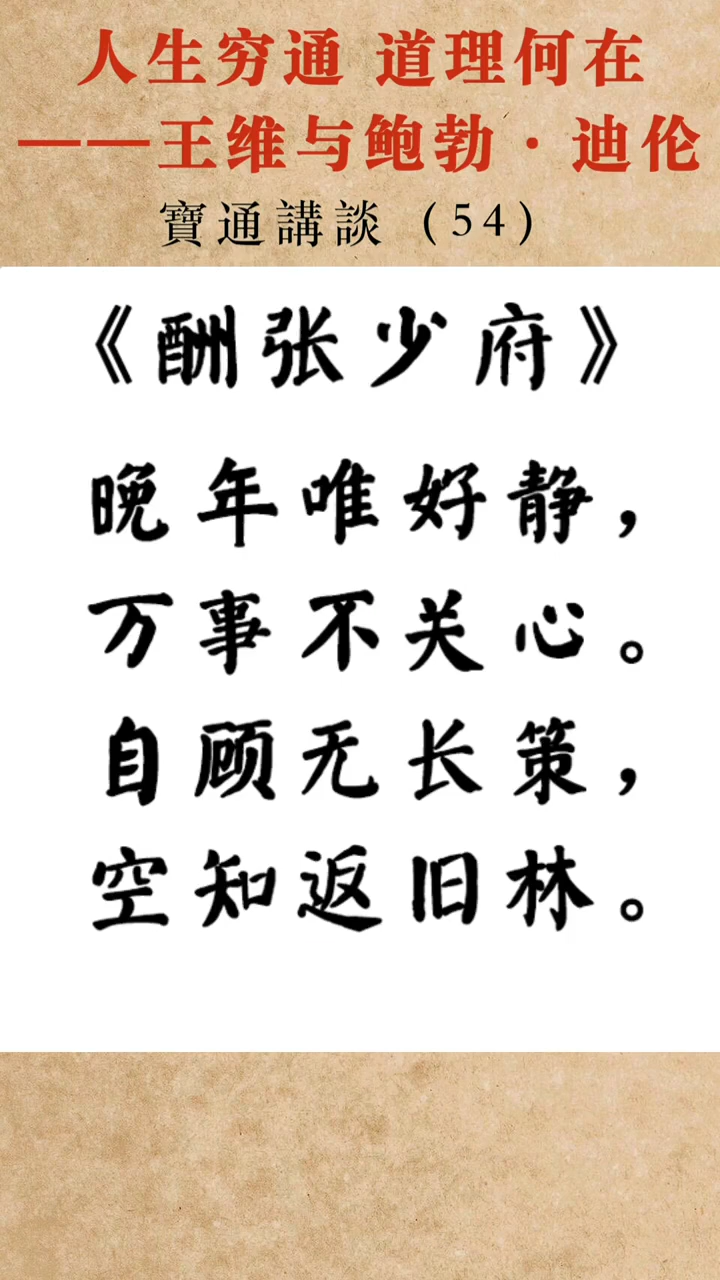 人生穷通 道理何在
——王维与鲍勃·迪伦
寶通講談（54）
《酬张少府》
晚年唯好静，
万事不关心。
自顾无长策，
空知返旧林。